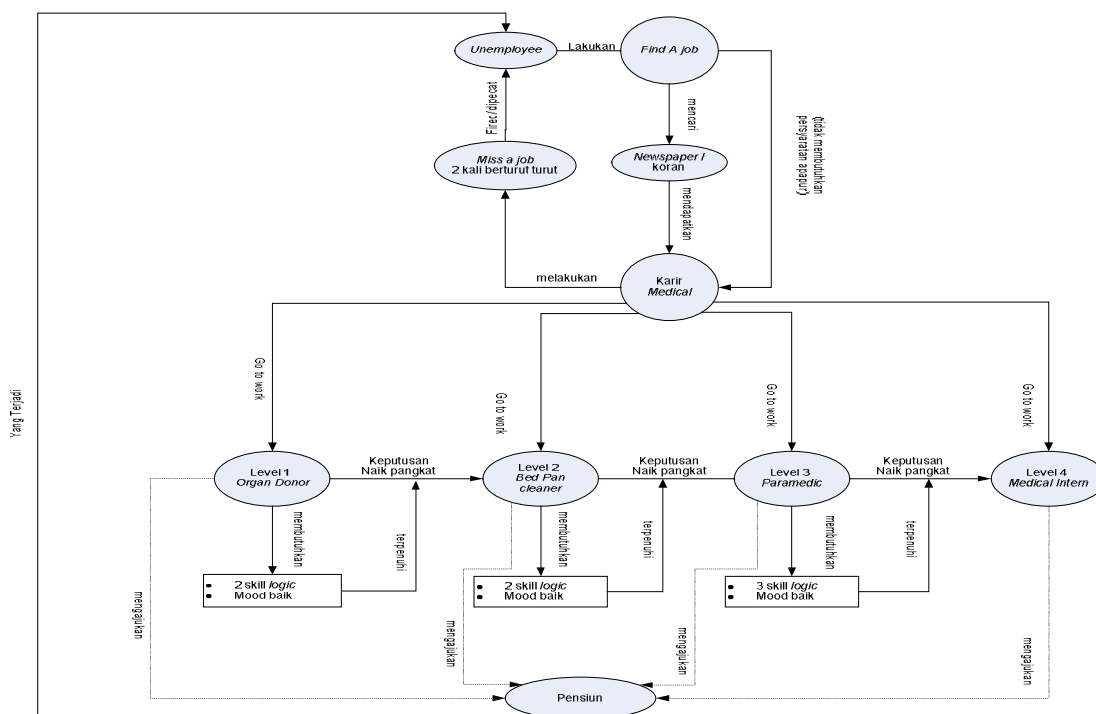 Unemployee
Lakukan
Find A job
Fired/dipecat
mencari
(tidak membutuhkan
persyaratan apapun)
Miss a job
2 kali berturut turut
Newspaper /
koran
mendapatkan
melakukan
Karir
Medical
Yang Terjadi
Go to work
Go to work
Go to work
Go to work
Level 1
Organ Donor
Keputusan
Naik pangkat
Level 2
Bed Pan
cleaner
Keputusan
Naik pangkat
Level 3
Paramedic
Keputusan
Naik pangkat
Level 4
Medical Intern
membutuhkan
terpenuhi
membutuhkan
terpenuhi
membutuhkan
terpenuhi
• 2 skill logic
• Mood baik
• 2 skill logic
• Mood baik
• 3 skill logic
• Mood baik
mengajukan
mengajukan
mengajukan
mengajukan
Pensiun